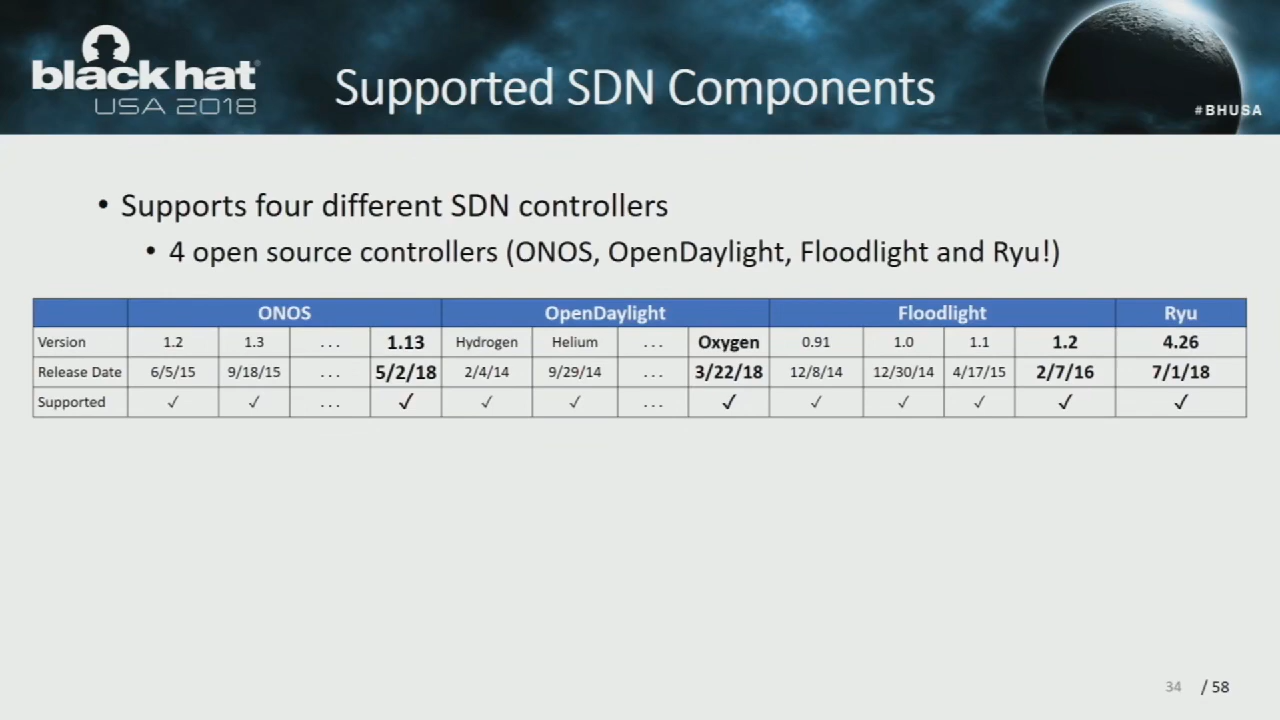 black hat
USA 2018
Supported SDN Components
#BHUSA
• Supports four different SDN controllers
• 4 open source controllers (ONOS, OpenDaylight, Floodlight and Ryu!)
ONOS OpenDaylight Floodlight Ryu
Version 1.2 1.3 ... 1.13 Hydrogen Helium ... Oxygen 0.91 1.0 1.1 1.2 4.26
Release Date 6/5/15 9/18/15 ... 5/2/18 2/4/14 9/29/14 ... 3/22/18 12/8/14 12/30/14 4/17/15 2/7/16 7/1/18
Supported ✓ ✓ ... ✓ ✓ ✓ ... ✓ ✓ ✓ ✓ ✓ ✓
34 / 58